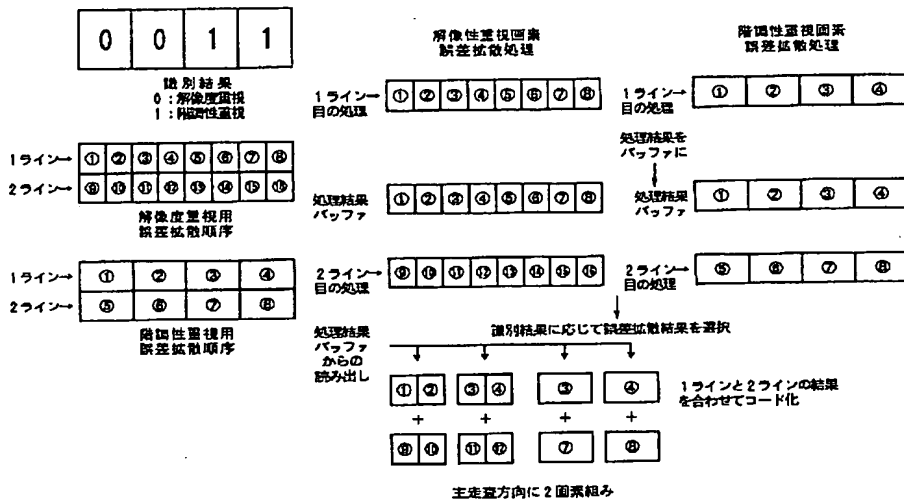 0 0 1 1
識別結果
0:解像度重視
1:階調性重視
1ライン→ ① ② ③ ④ ⑤ ⑥ ⑦ ⑧
2ライン→ ⑨ ⑩ ⑪ ⑫ ⑬ ⑭ ⑮ ⑯
解像度重視用
誤差拡散順序
1ライン→ ① ② ③ ④
2ライン→ ⑤ ⑥ ⑦ ⑧
階調性重視用
誤差拡散順序
解像性重視画素
誤差拡散処理
1ライン→
目の処理
① ② ③ ④ ⑤ ⑥ ⑦ ⑧
処理結果
バッファ
① ② ③ ④ ⑤ ⑥ ⑦ ⑧
2ライン→
目の処理
⑨ ⑩ ⑪ ⑫ ⑬ ⑭ ⑮ ⑯
階調性重視画素
誤差拡散処理
1ライン→
目の処理
① ② ③ ④
処理結果を
バッファに
処理結果
バッファ
① ② ③ ④
2ライン→
目の処理
⑤ ⑥ ⑦ ⑧
識別結果に応じて誤差拡散結果を選択
処理結果
バッファ
からの
読み出し
① ② ③ ④ ③ ④
+ + + +
⑨ ⑩ ⑪ ⑫ ⑦ ⑧
1ラインと2ラインの結果
を合わせてコード化
主走査方向に2画素組み